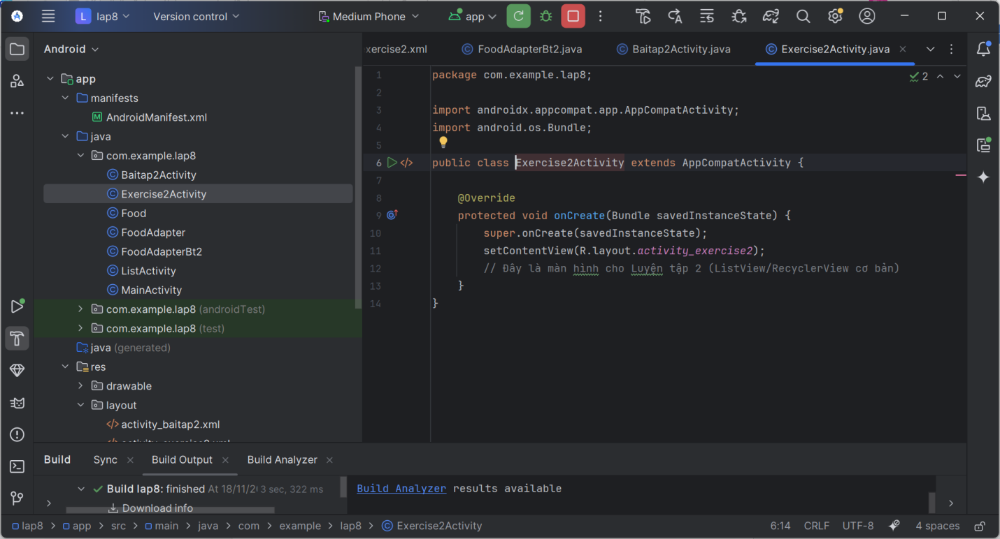 L lap8 Version control Medium Phone app
Android
xercise2.xml FoodAdapterBt2.java Baitap2Activity.java Exercise2Activity.java
app
manifests
M AndroidManifest.xml
java
com.example.lap8
C Baitap2Activity
C Exercise2Activity
C Food
C FoodAdapter
C FoodAdapterBt2
C ListActivity
C MainActivity
com.example.lap8 (androidTest)
com.example.lap8 (test)
java (generated)
res
drawable
layout
</> activity_baitap2.xml
2
1 package com.example.lap8;
2
3 import androidx.appcompat.app.AppCompatActivity;
4 import android.os.Bundle;
5
6 </> public class Exercise2Activity extends AppCompatActivity {
7
8 @Override
9 protected void onCreate(Bundle savedInstanceState) {
10 super.onCreate(savedInstanceState);
11 setContentView(R.layout.activity_exercise2);
12 // Đây là màn hình cho Luyện tập 2 (ListView/RecyclerView cơ bản)
13 }
14 }
Build Sync Build Output Build Analyzer
Build lap8: finished At 18/11/2 3 sec, 322 ms
Download info
Build Analyzer results available
lap8 > app > src > main > java > com > example > lap8 > Exercise2Activity
6:14 CRLF UTF-8 4 spaces